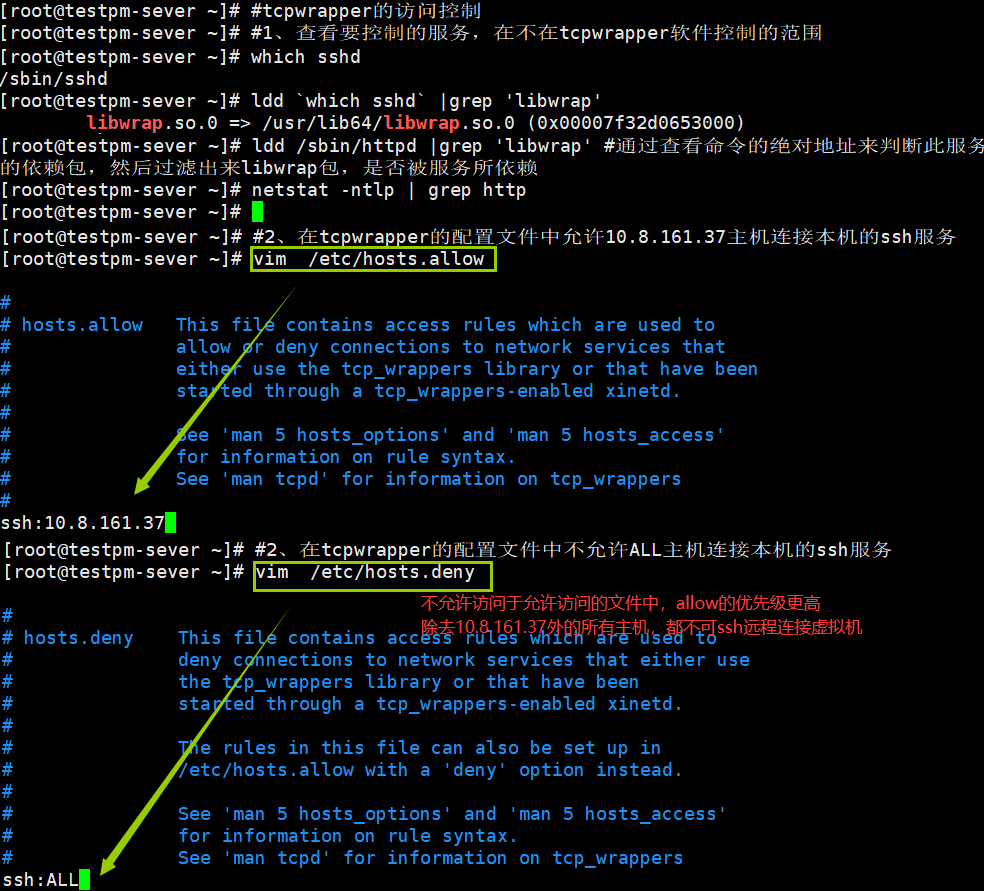 [root@testpm-sever ~]# #tcpwrapper的访问控制
[root@testpm-sever ~]# #1、查看要控制的服务，在不在tcpwrapper软件控制的范围
[root@testpm-sever ~]# which sshd
/sbin/sshd
[root@testpm-sever ~]# ldd `which sshd` |grep 'libwrap'
        libwrap.so.0 => /usr/lib64/libwrap.so.0 (0x00007f32d0653000)
[root@testpm-sever ~]# ldd /sbin/httpd |grep 'libwrap' #通过查看命令的绝对地址来判断此服务
的依赖包，然后过滤出来libwrap包，是否被服务所依赖
[root@testpm-sever ~]# netstat -ntlp | grep http
[root@testpm-sever ~]#
[root@testpm-sever ~]# #2、在tcpwrapper的配置文件中允许10.8.161.37主机连接本机的ssh服务
[root@testpm-sever ~]# vim  /etc/hosts.allow
#
# hosts.allow   This file contains access rules which are used to
#               allow or deny connections to network services that
#               either use the tcp_wrappers library or that have been
#               started through a tcp_wrappers-enabled xinetd.
#
#               See 'man 5 hosts_options' and 'man 5 hosts_access'
#               for information on rule syntax.
#               See 'man tcpd' for information on tcp_wrappers
#
ssh:10.8.161.37
[root@testpm-sever ~]# #2、在tcpwrapper的配置文件中不允许ALL主机连接本机的ssh服务
[root@testpm-sever ~]# vim  /etc/hosts.deny
不允许访问于允许访问的文件中，allow的优先级更高
除去10.8.161.37外的所有主机，都不可ssh远程连接虚拟机
#
# hosts.deny    This file contains access rules which are used to
#               deny connections to network services that either use
#               the tcp_wrappers library or that have been
#               started through a tcp_wrappers-enabled xinetd.
#
#               The rules in this file can also be set up in
#               /etc/hosts.allow with a 'deny' option instead.
#
#               See 'man 5 hosts_options' and 'man 5 hosts_access'
#               for information on rule syntax.
#               See 'man tcpd' for information on tcp_wrappers
ssh:ALL